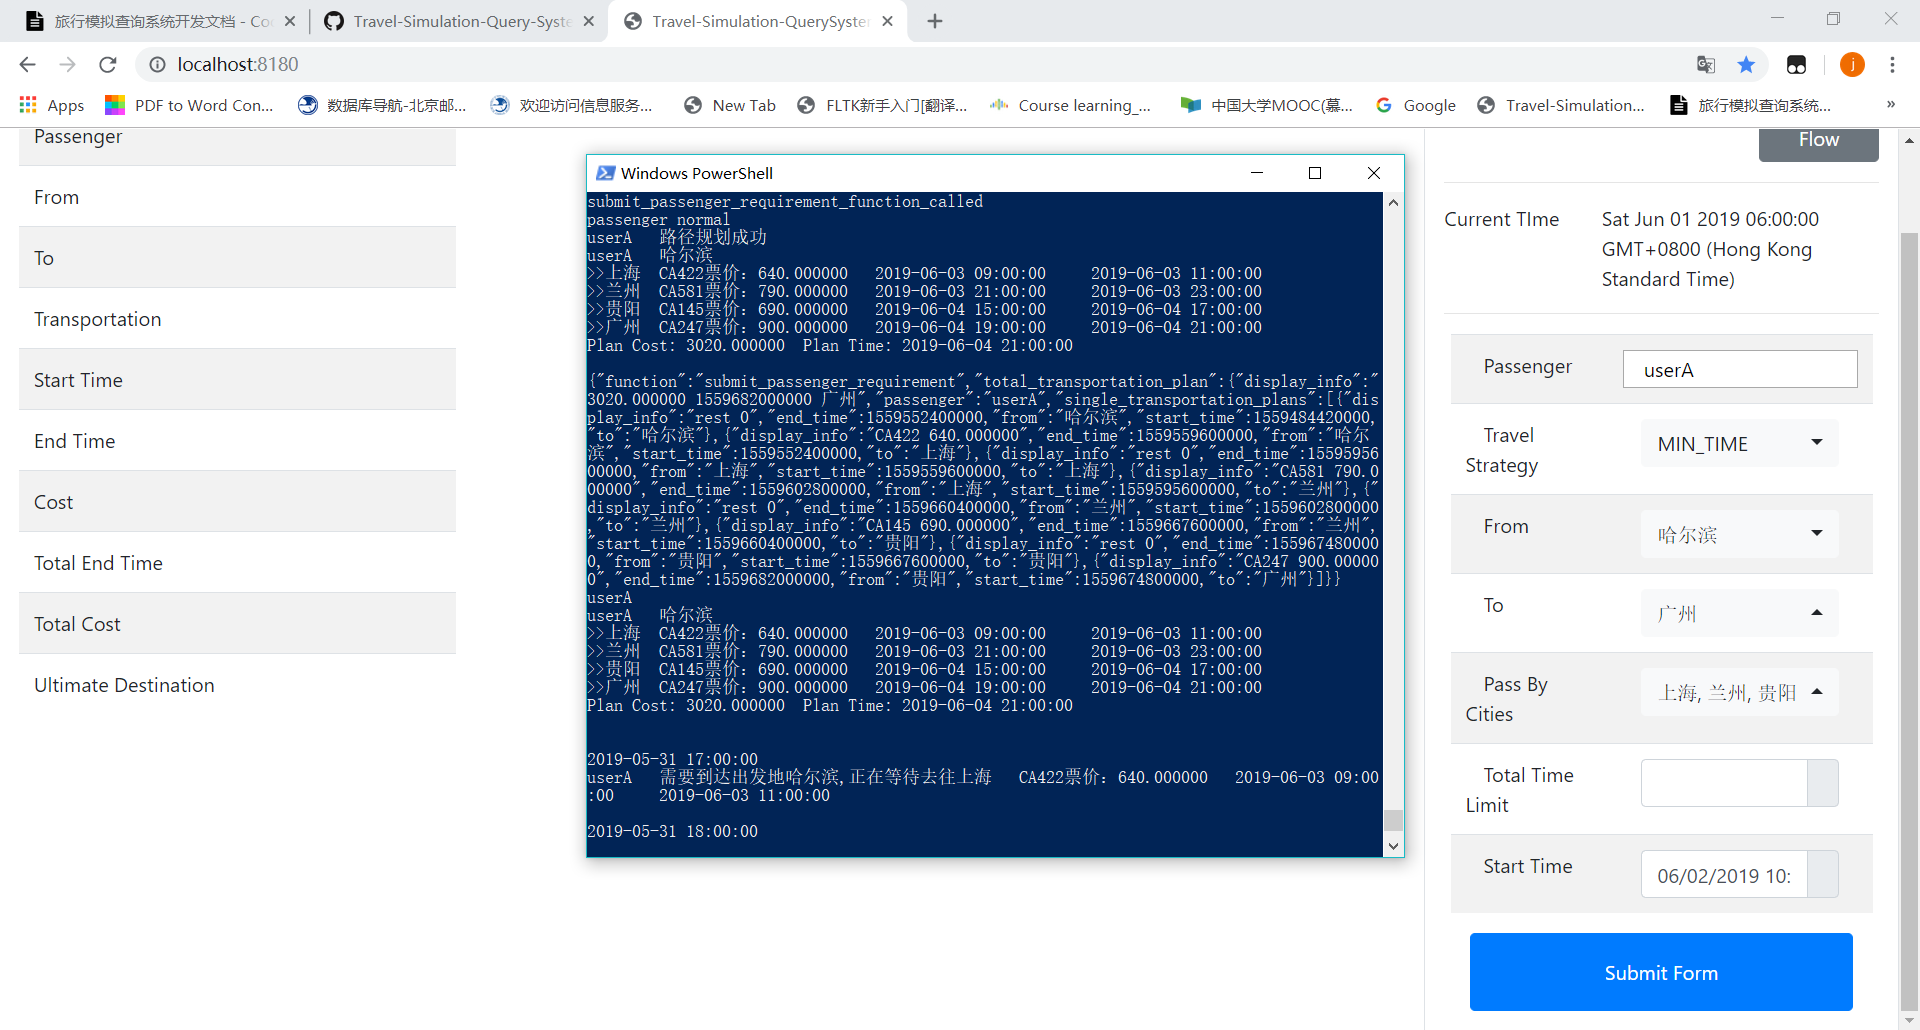 旅行模拟查询系统开发文档 - Co
Travel-Simulation-Query-Syste
Travel-Simulation-QuerySystem
localhost:8180
j
Apps
PDF to Word Con...
数据库导航-北京邮...
欢迎访问信息服务...
New Tab
FLTK新手入门[翻译...
Course learning_...
中国大学MOOC(慕...
Google
Travel-Simulation...
旅行模拟查询系统...
»
Passenger
From
To
Transportation
Start Time
End Time
Cost
Total End Time
Total Cost
Ultimate Destination
Windows PowerShell
submit_passenger_requirement_function_called
passenger normal
userA 路径规划成功
userA 哈尔滨
>>上海 CA422票价: 640.000000 2019-06-03 09:00:00 2019-06-03 11:00:00
>>兰州 CA581票价: 790.000000 2019-06-03 21:00:00 2019-06-03 23:00:00
>>贵阳 CA145票价: 690.000000 2019-06-04 15:00:00 2019-06-04 17:00:00
>>广州 CA247票价: 900.000000 2019-06-04 19:00:00 2019-06-04 21:00:00
Plan Cost: 3020.000000 Plan Time: 2019-06-04 21:00:00
{"function":"submit_passenger_requirement","total_transportation_plan":{"display_info":"
3020.000000 1559682000000 广州","passenger":"userA","single_transportation_plans":[{"dis
play_info":"rest 0","end_time":1559552400000,"from":"哈尔滨","start_time":1559484420000,
"to":"哈尔滨"},{"display_info":"CA422 640.000000","end_time":1559559600000,"from":"哈尔
滨","start_time":1559552400000,"to":"上海"},{"display_info":"rest 0","end_time":15595956
00000,"from":"上海","start_time":1559559600000,"to":"上海"},{"display_info":"CA581 790.0
00000","end_time":1559602800000,"from":"上海","start_time":1559595600000,"to":"兰州"},{"
display_info":"rest 0","end_time":1559660400000,"from":"兰州","start_time":1559602800000
,"to":"兰州"},{"display_info":"CA145 690.000000","end_time":1559667600000,"from":"兰州",
"start_time":1559660400000,"to":"贵阳"},{"display_info":"rest 0","end_time":155967480000
0,"from":"贵阳","start_time":1559667600000,"to":"贵阳"},{"display_info":"CA247 900.00000
0","end_time":1559682000000,"from":"贵阳","start_time":1559674800000,"to":"广州"}]}}
userA
userA 哈尔滨
>>上海 CA422票价: 640.000000 2019-06-03 09:00:00 2019-06-03 11:00:00
>>兰州 CA581票价: 790.000000 2019-06-03 21:00:00 2019-06-03 23:00:00
>>贵阳 CA145票价: 690.000000 2019-06-04 15:00:00 2019-06-04 17:00:00
>>广州 CA247票价: 900.000000 2019-06-04 19:00:00 2019-06-04 21:00:00
Plan Cost: 3020.000000 Plan Time: 2019-06-04 21:00:00
2019-05-31 17:00:00
userA 需要到达出发地哈尔滨,正在等待去往上海 CA422票价: 640.000000 2019-06-03 09:00
:00 2019-06-03 11:00:00
2019-05-31 18:00:00
Flow
Current TIme
Sat Jun 01 2019 06:00:00
GMT+0800 (Hong Kong
Standard Time)
Passenger
userA
Travel
Strategy
MIN_TIME
From
哈尔滨
To
广州
Pass By
Cities
上海, 兰州, 贵阳
Total Time
Limit
Start Time
06/02/2019 10:
Submit Form